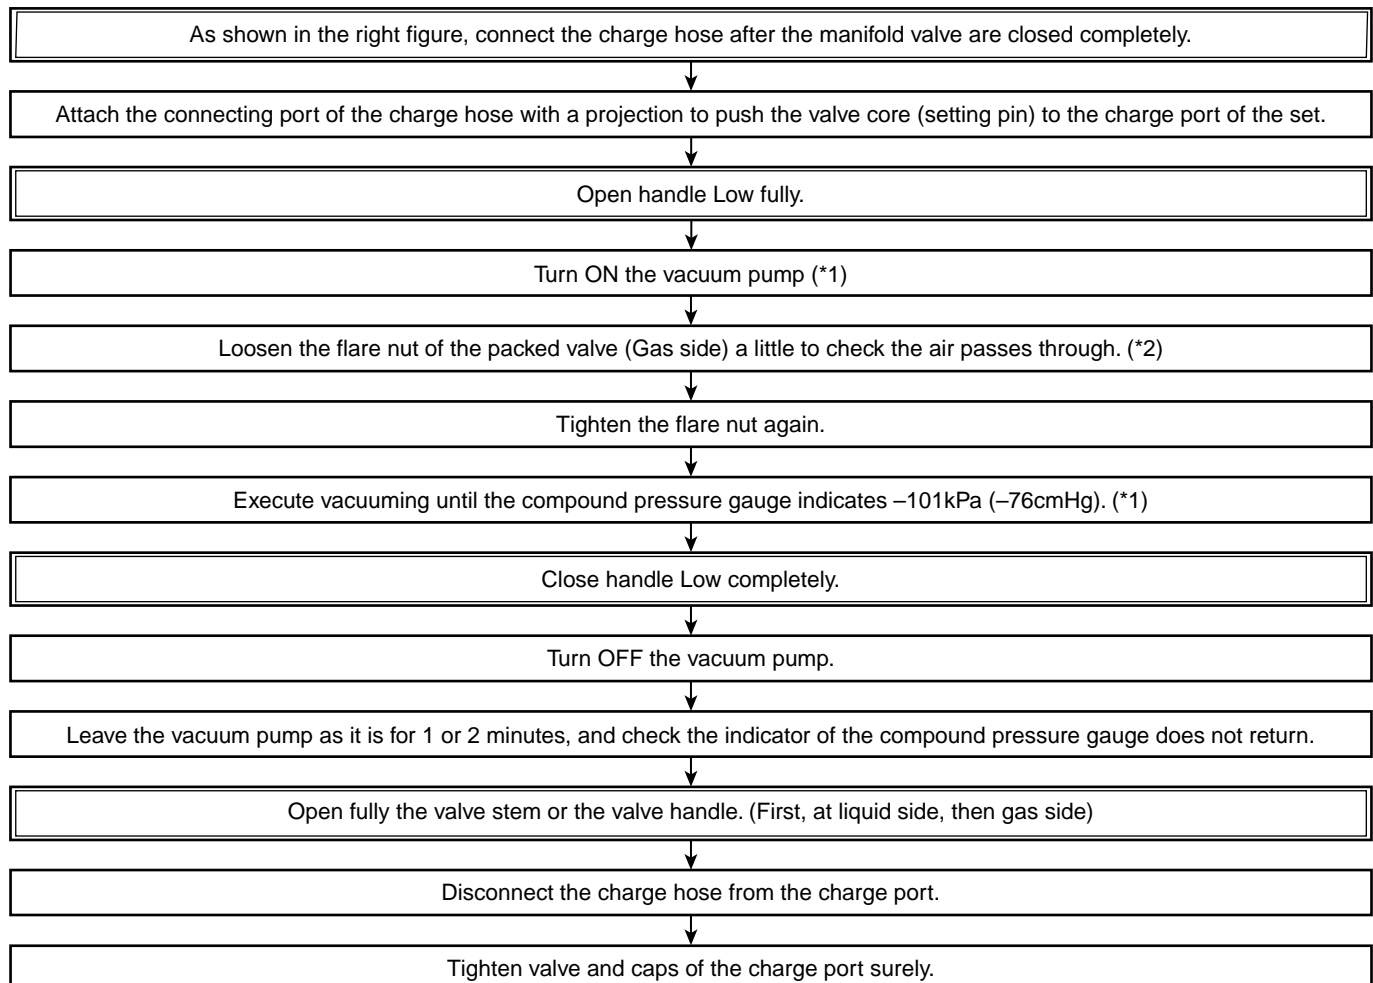 As shown in the right figure, connect the charge hose after the manifold valve are closed completely.
Attach the connecting port of the charge hose with a projection to push the valve core (setting pin) to the charge port of the set.
Open handle Low fully.
Turn ON the vacuum pump (*1)
Loosen the flare nut of the packed valve (Gas side) a little to check the air passes through. (*2)
Tighten the flare nut again.
Execute vacuuming until the compound pressure gauge indicates –101kPa (–76cmHg). (*1)
Close handle Low completely.
Turn OFF the vacuum pump.
Leave the vacuum pump as it is for 1 or 2 minutes, and check the indicator of the compound pressure gauge does not return.
Open fully the valve stem or the valve handle. (First, at liquid side, then gas side)
Disconnect the charge hose from the charge port.
Tighten valve and caps of the charge port surely.